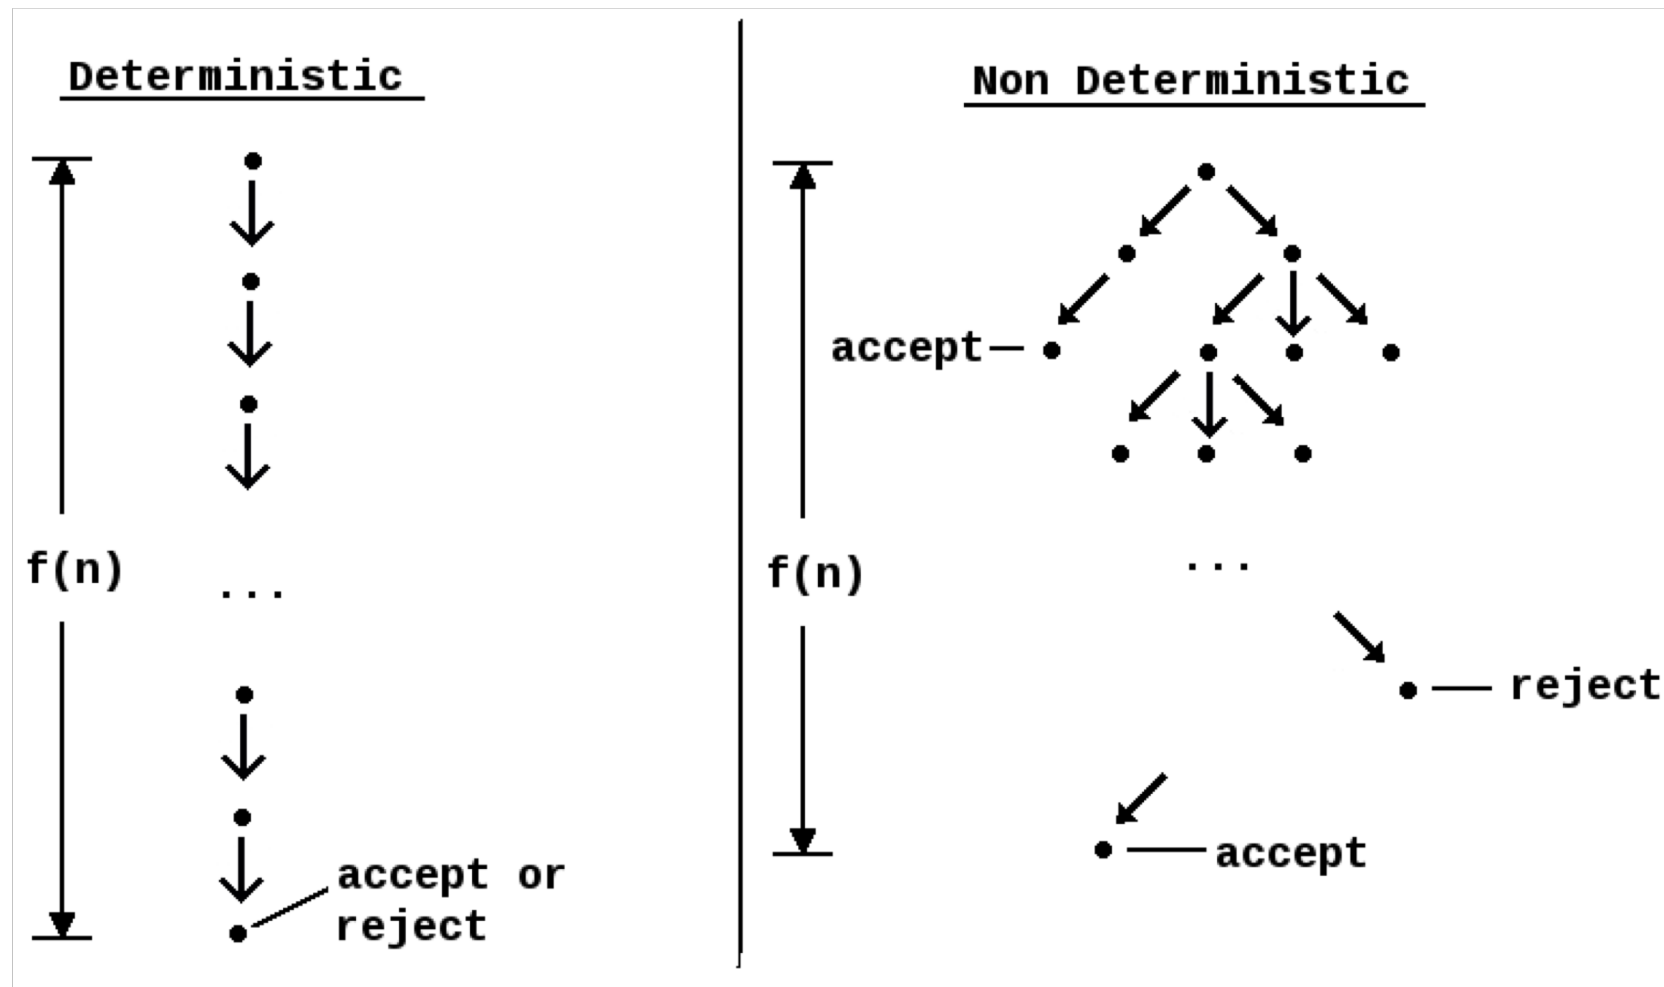 Deterministic
f(n)
...
accept or
reject
Non Deterministic
accept
f(n)
...
reject
accept